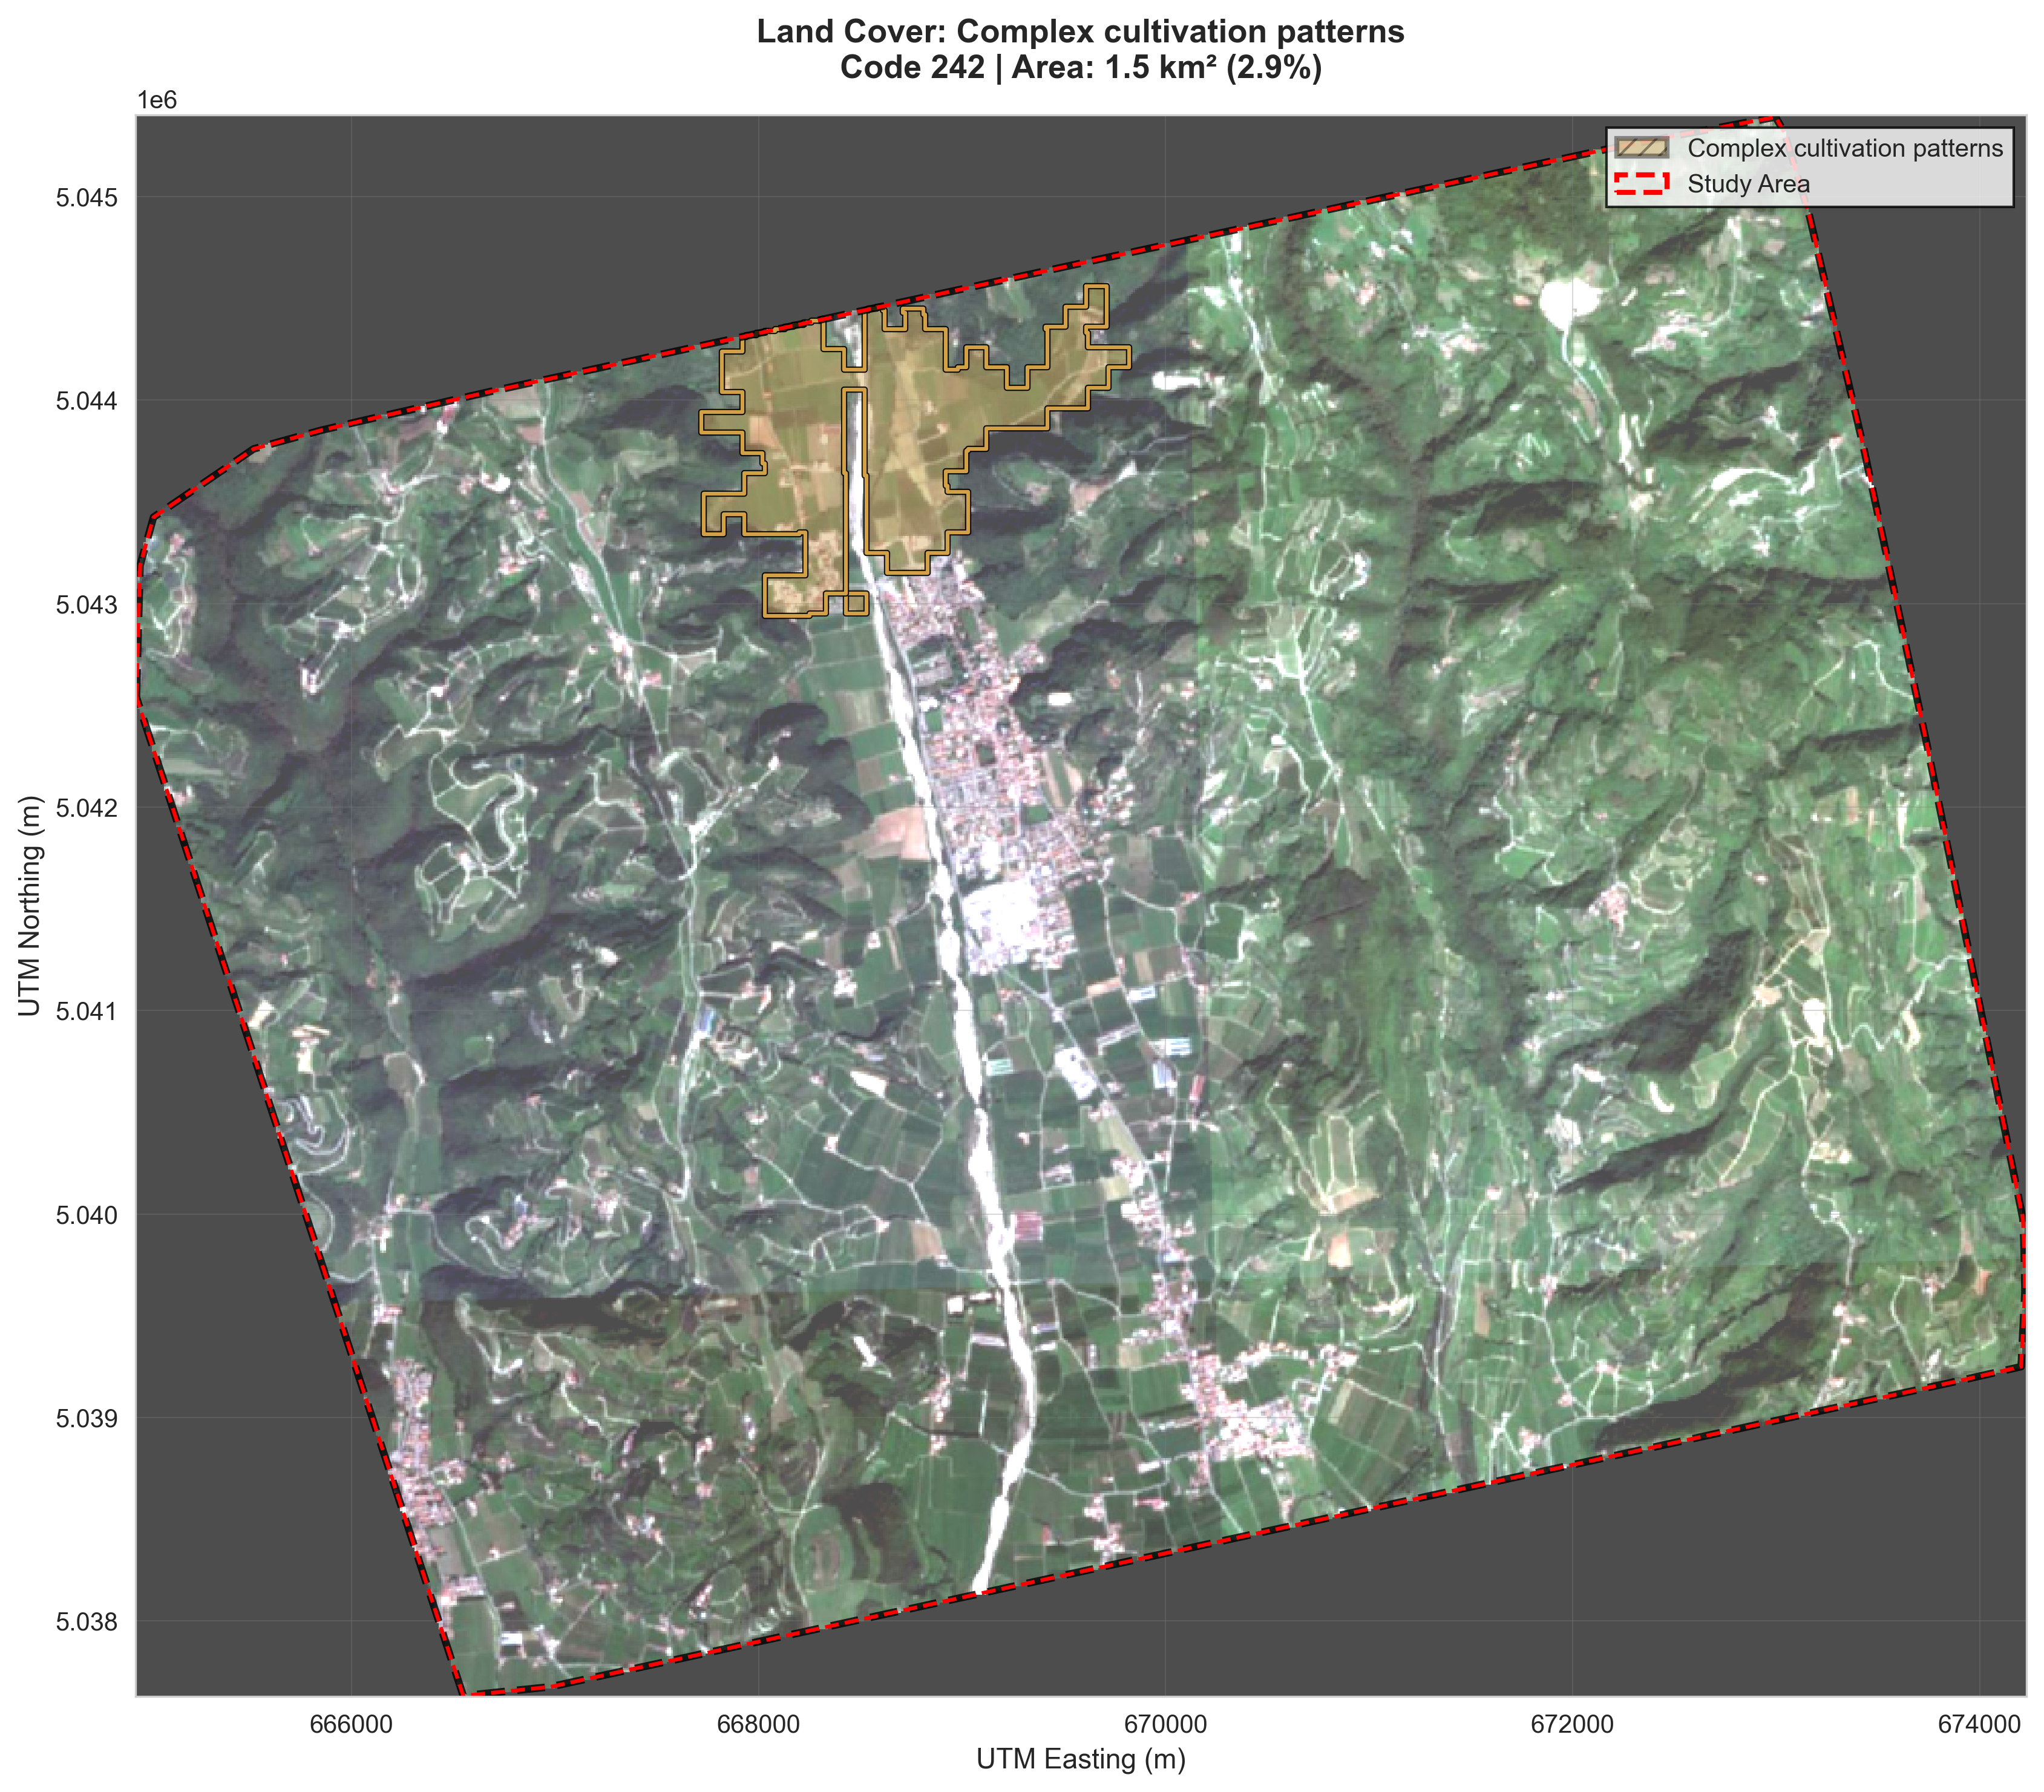 Land Cover: Complex cultivation patterns
Code 242 | Area: 1.5 km² (2.9%)
1e6
Complex cultivation patterns
Study Area
5.045
5.044
5.043
5.042
5.041
5.040
5.039
5.038
UTM Northing (m)
666000 668000 670000 672000 674000
UTM Easting (m)